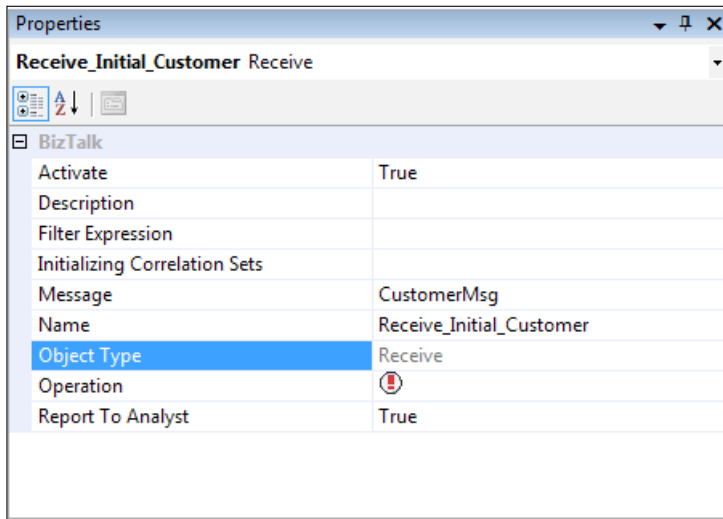 Properties
Receive_Initial_Customer Receive
BizTalk
Activate True
Description
Filter Expression
Initializing Correlation Sets
Message CustomerMsg
Name Receive_Initial_Customer
Object Type Receive
Operation
Report To Analyst True